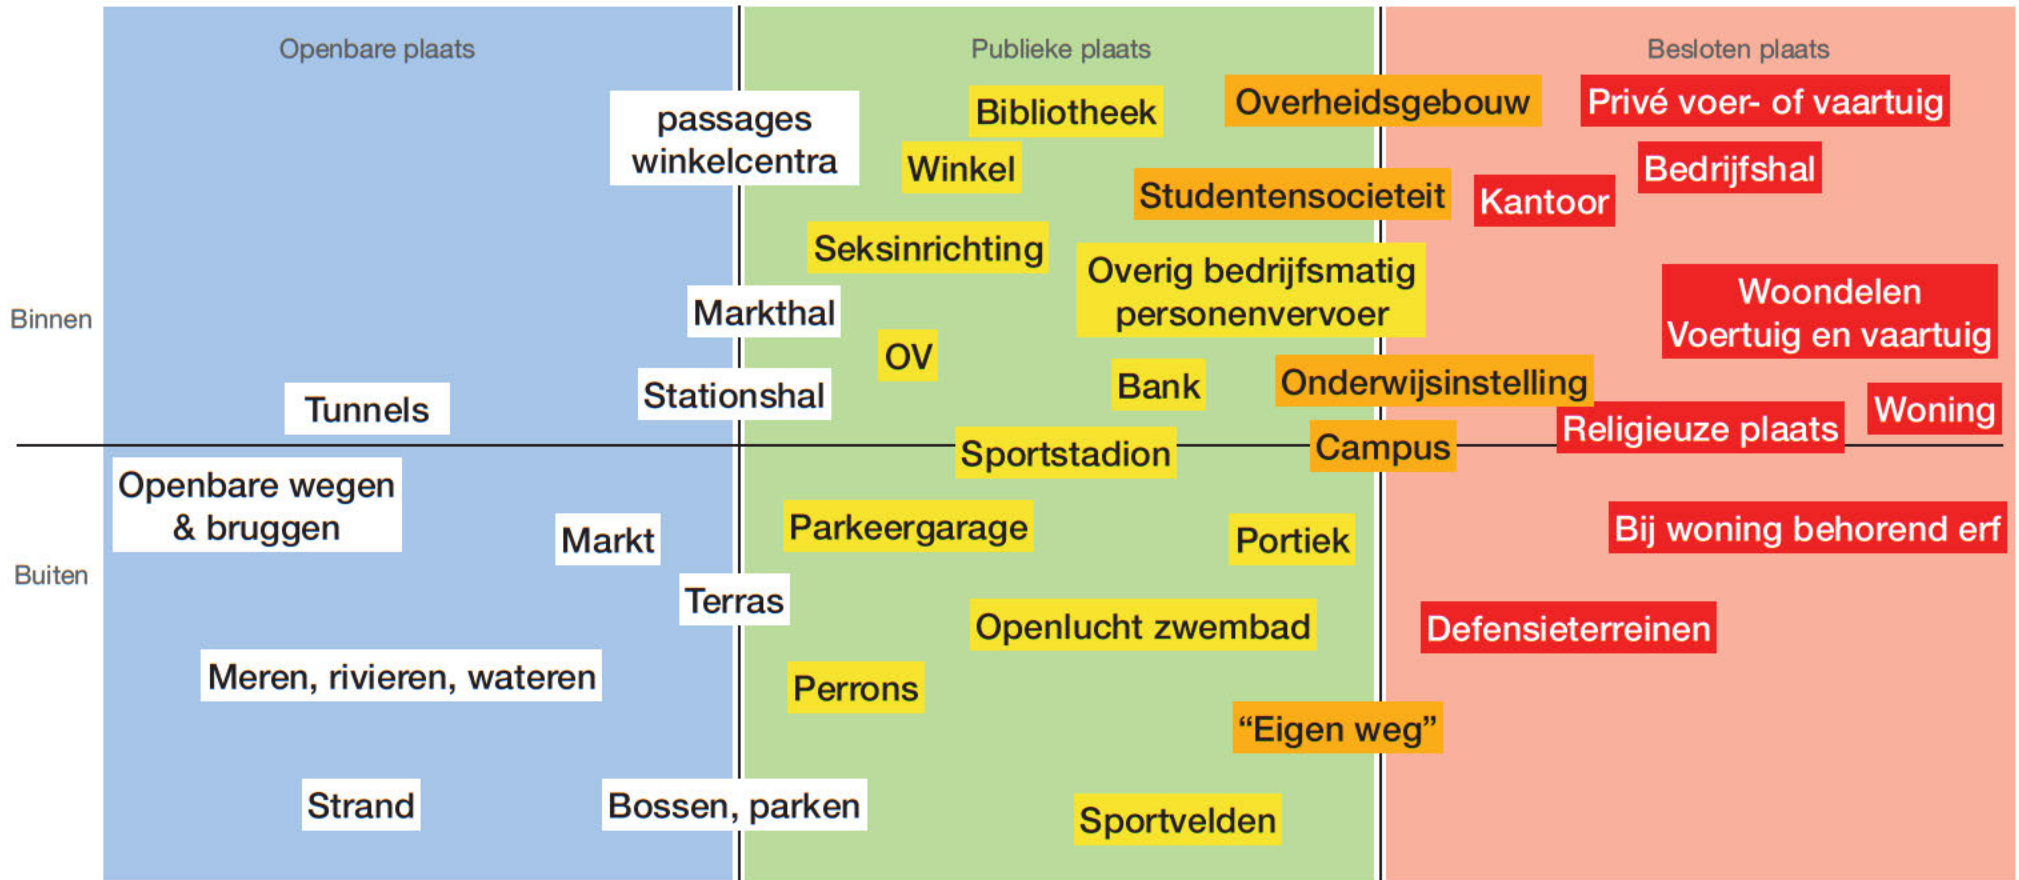 Openbare plaats
Publieke plaats
Besloten plaats
passages
winkelcentra
Bibliotheek
Overheidsgebouw
Privé voer- of vaartuig
Winkel
Bedrijfshal
Studentensocieteit
Kantoor
Seksinrichting
Overig bedrijfsmatig
personenvervoer
Woondelen
Voertuig en vaartuig
Binnen
Markthal
OV
Bank
Onderwijsinstelling
Stationshal
Tunnels
Woning
Religieuze plaats
Sportstadion
Campus
Openbare wegen
& bruggen
Markt
Parkeergarage
Portiek
Bij woning behorend erf
Buiten
Terras
Openlucht zwembad
Defensieterreinen
Meren, rivieren, wateren
Perrons
“Eigen weg”
Strand
Bossen, parken
Sportvelden